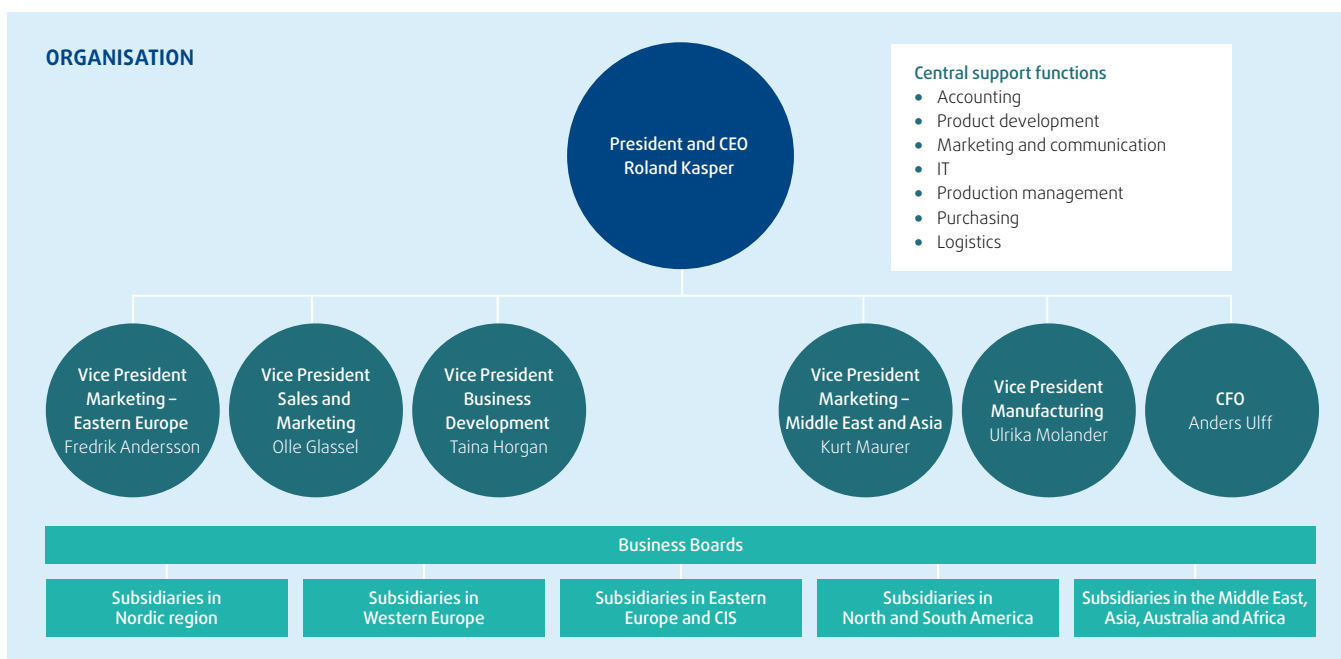 ORGANISATION
President and CEO
Roland Kasper
Central support functions
• Accounting
• Product development
• Marketing and communication
• IT
• Production management
• Purchasing
• Logistics
Vice President
Marketing –
Eastern Europe
Fredrik Andersson
Vice President
Sales and
Marketing
Olle Glassel
Vice President
Business
Development
Taina Horgan
Vice President
Marketing –
Middle East and Asia
Kurt Maurer
Vice President
Manufacturing
Ulrika Molander
CFO
Anders Ulff
Business Boards
Subsidiaries in
Nordic region
Subsidiaries in
Western Europe
Subsidiaries in Eastern
Europe and CIS
Subsidiaries in
North and South America
Subsidiaries in the Middle East,
Asia, Australia and Africa